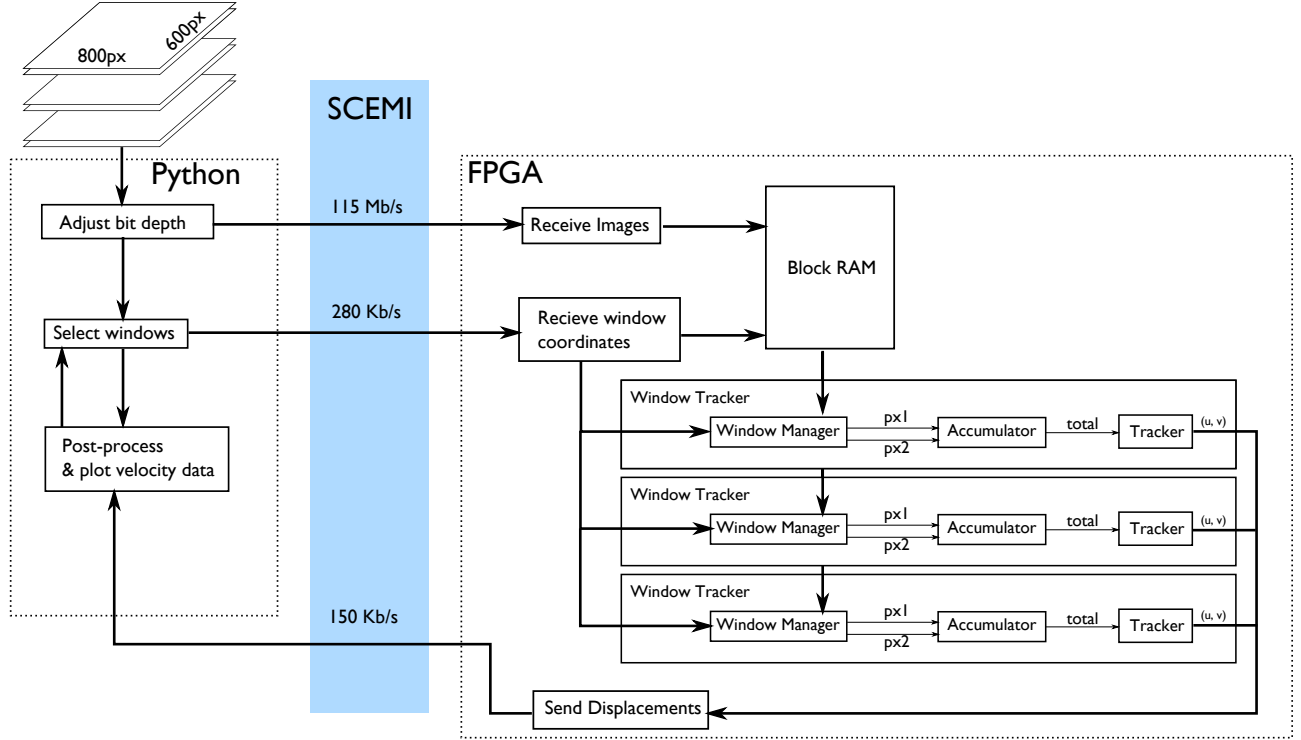 600px
800px
SCEMI
Python
FPGA
115 Mb/s
Adjust bit depth
Receive Images
Block RAM
280 Kb/s
Select windows
Recieve window
coordinates
Post-process
& plot velocity data
Window Tracker
Window Manager
px1
px2
Accumulator
total
Tracker
(u, v)
Window Tracker
Window Manager
px1
px2
Accumulator
total
Tracker
(u, v)
Window Tracker
Window Manager
px1
px2
Accumulator
total
Tracker
(u, v)
150 Kb/s
Send Displacements